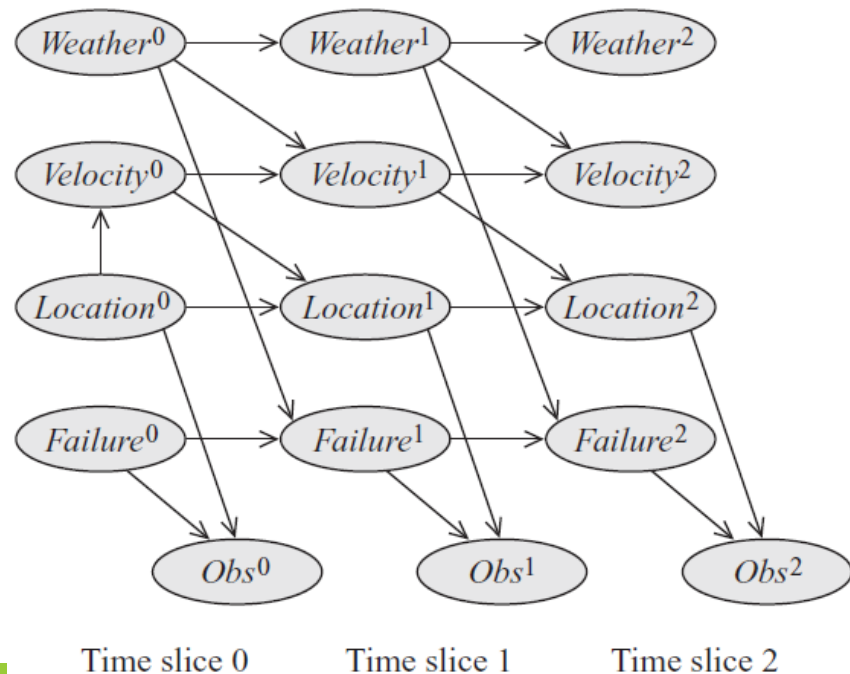 Weather⁰ Weather¹ Weather²
Velocity⁰ Velocity¹ Velocity²
Location⁰ Location¹ Location²
Failure⁰ Failure¹ Failure²
Obs⁰ Obs¹ Obs²
Time slice 0 Time slice 1 Time slice 2